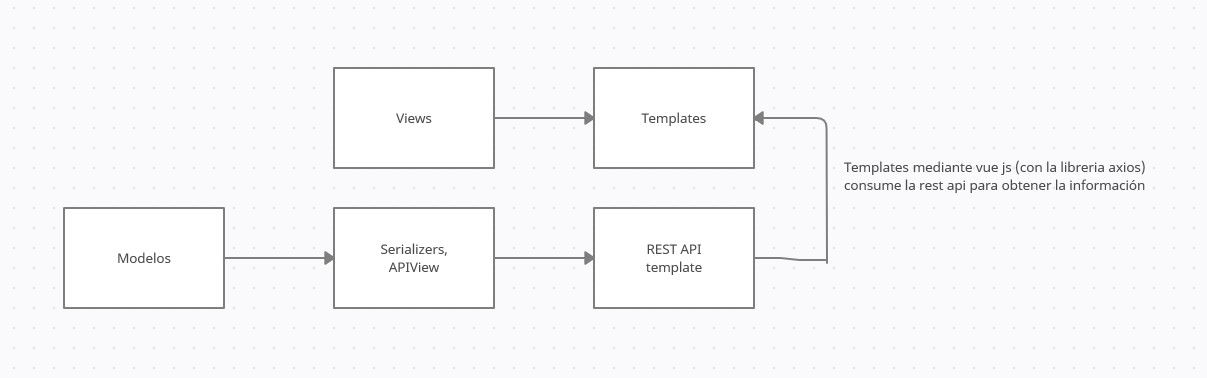 Views
Templates
Templates mediante vue js (con la libreria axios)
consume la rest api para obtener la información
Modelos
Serializers,
APIView
REST API
template